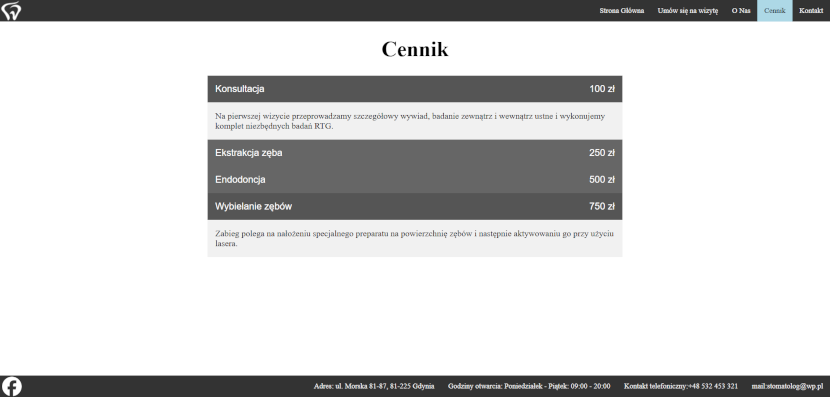 Strona Główna Umów się na wizytę O Nas Cennik Kontakt
Cennik
Konsultacja 100 zł
Na pierwszej wizycie przeprowadzamy szczegółowy wywiad, badanie zewnątrz i wewnątrz ustne i wykonujemy
komplet niezbędnych badań RTG.
Ekstrakcja zęba 250 zł
Endodoncja 500 zł
Wybielanie zębów 750 zł
Zabieg polega na nałożeniu specjalnego preparatu na powierzchnię zębów i następnie aktywowaniu go przy użyciu
lasera.
Adres: ul. Morska 81-87, 81-225 Gdynia Godziny otwarcia: Poniedziałek - Piątek: 09:00 - 20:00 Kontakt telefoniczny:+48 532 453 321 mail:stomatolog@wp.pl